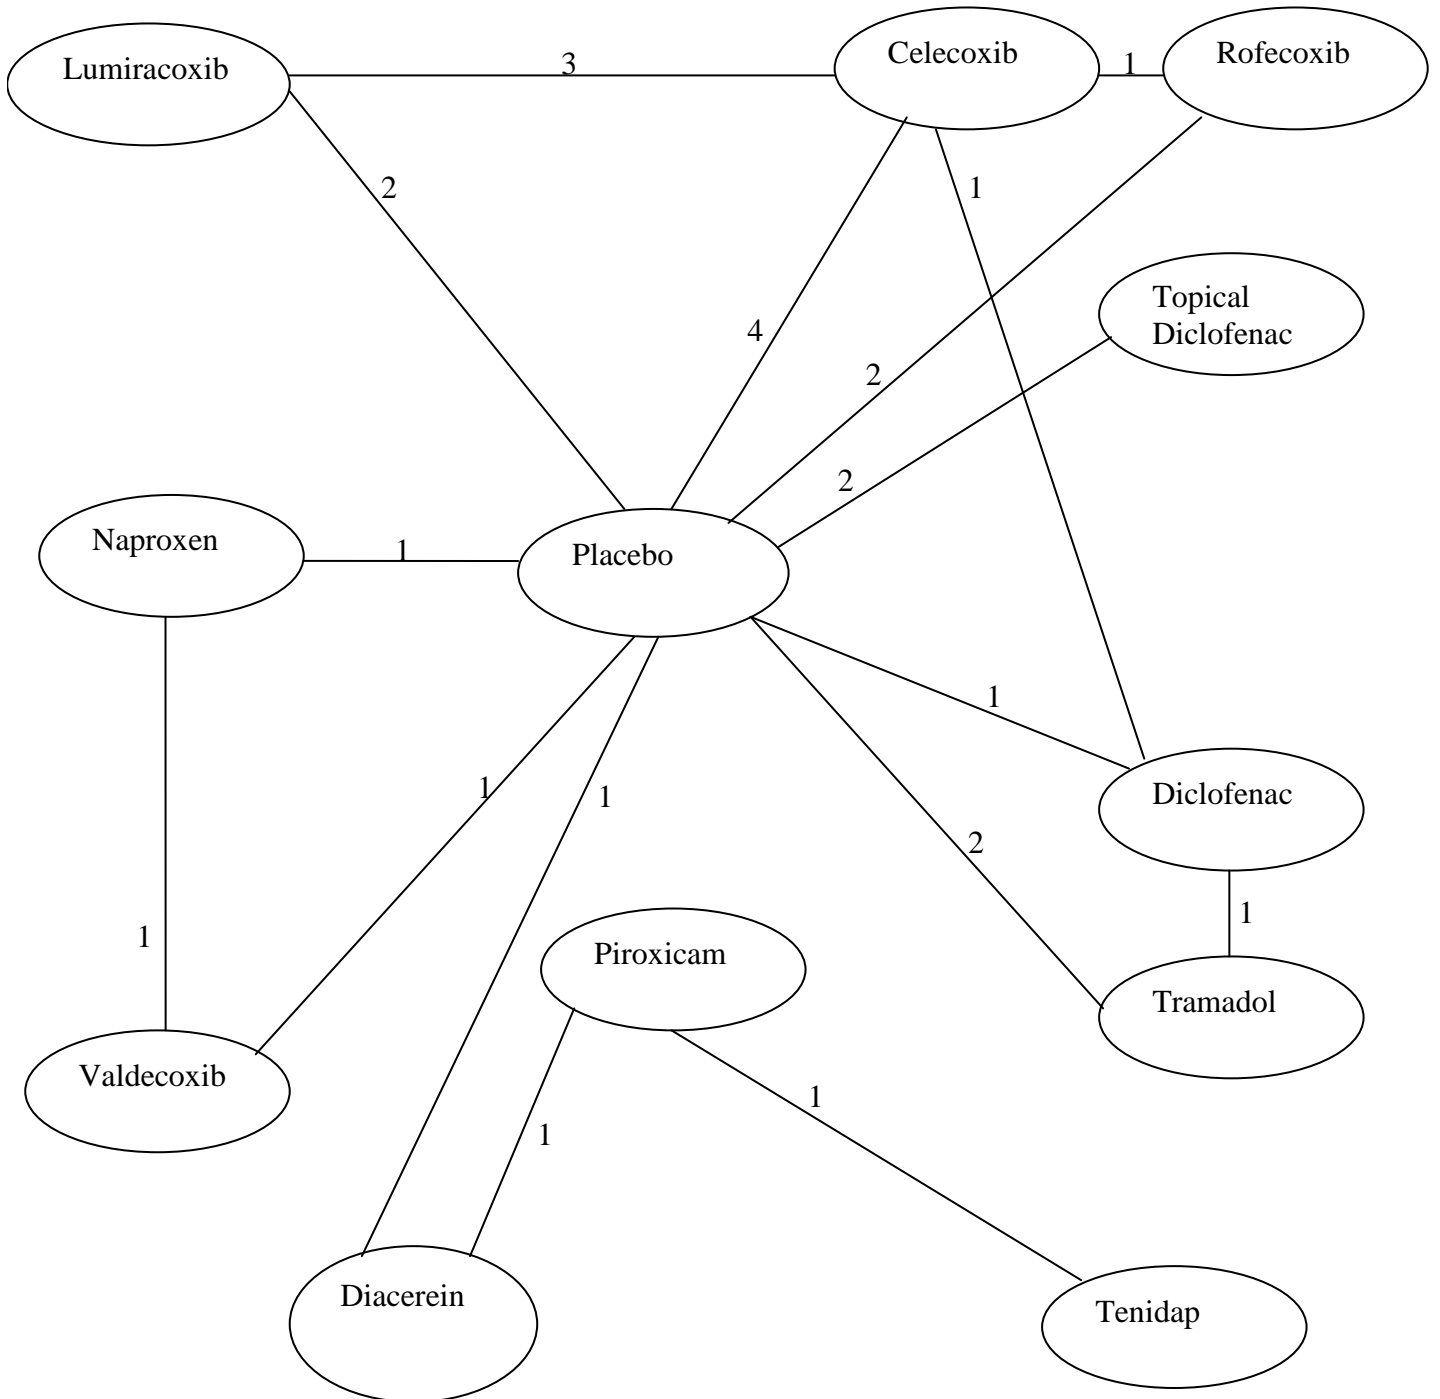 Lumiracoxib
3
Celecoxib
1
Rofecoxib
2
1
4
2
Topical
Diclofenac
2
Naproxen
1
Placebo
1
1
1
1
Diclofenac
2
1
1
Piroxicam
Tramadol
Valdecoxib
1
1
Diacerein
Tenidap